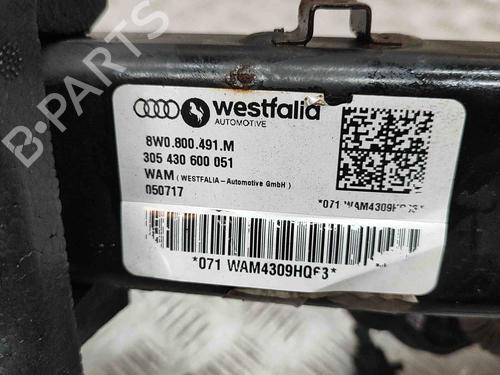 westfalia
AUTOMOTIVE
8W0.800.491.M
305 430 600 051
WAM (WESTFALIA-Automotive GmbH)
050717
*071 WAM4309HQ63*
*071 WAM4309HQ63*
B-PARTS